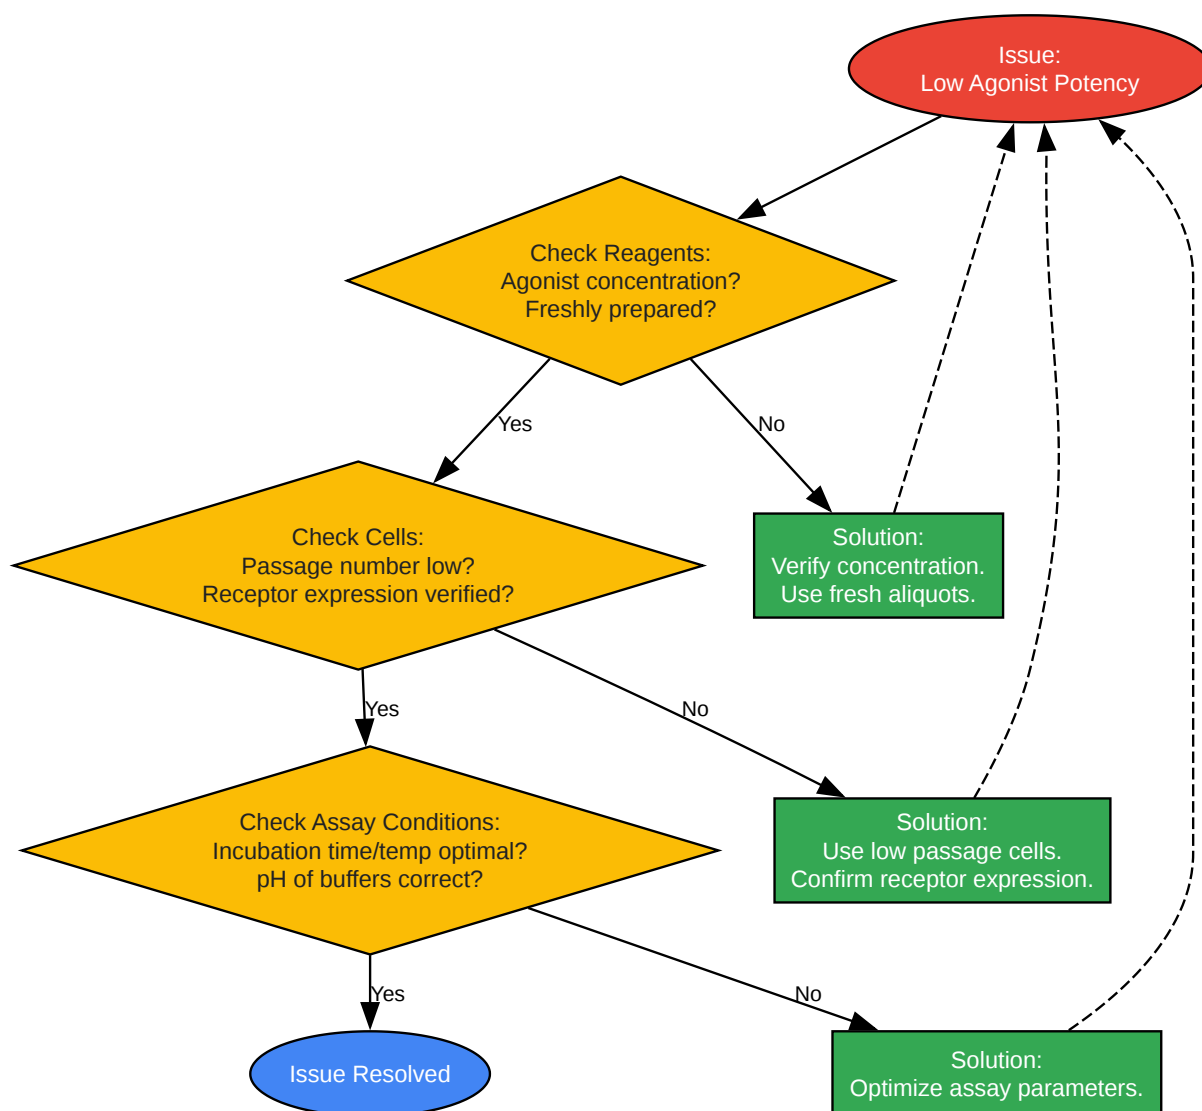 Issue:
Low Agonist Potency
Check Reagents:
Agonist concentration?
Freshly prepared?
Yes
No
Check Cells:
Passage number low?
Receptor expression verified?
Solution:
Verify concentration.
Use fresh aliquots.
Yes
No
Check Assay Conditions:
Incubation time/temp optimal?
pH of buffers correct?
Solution:
Use low passage cells.
Confirm receptor expression.
Yes
No
Issue Resolved
Solution:
Optimize assay parameters.